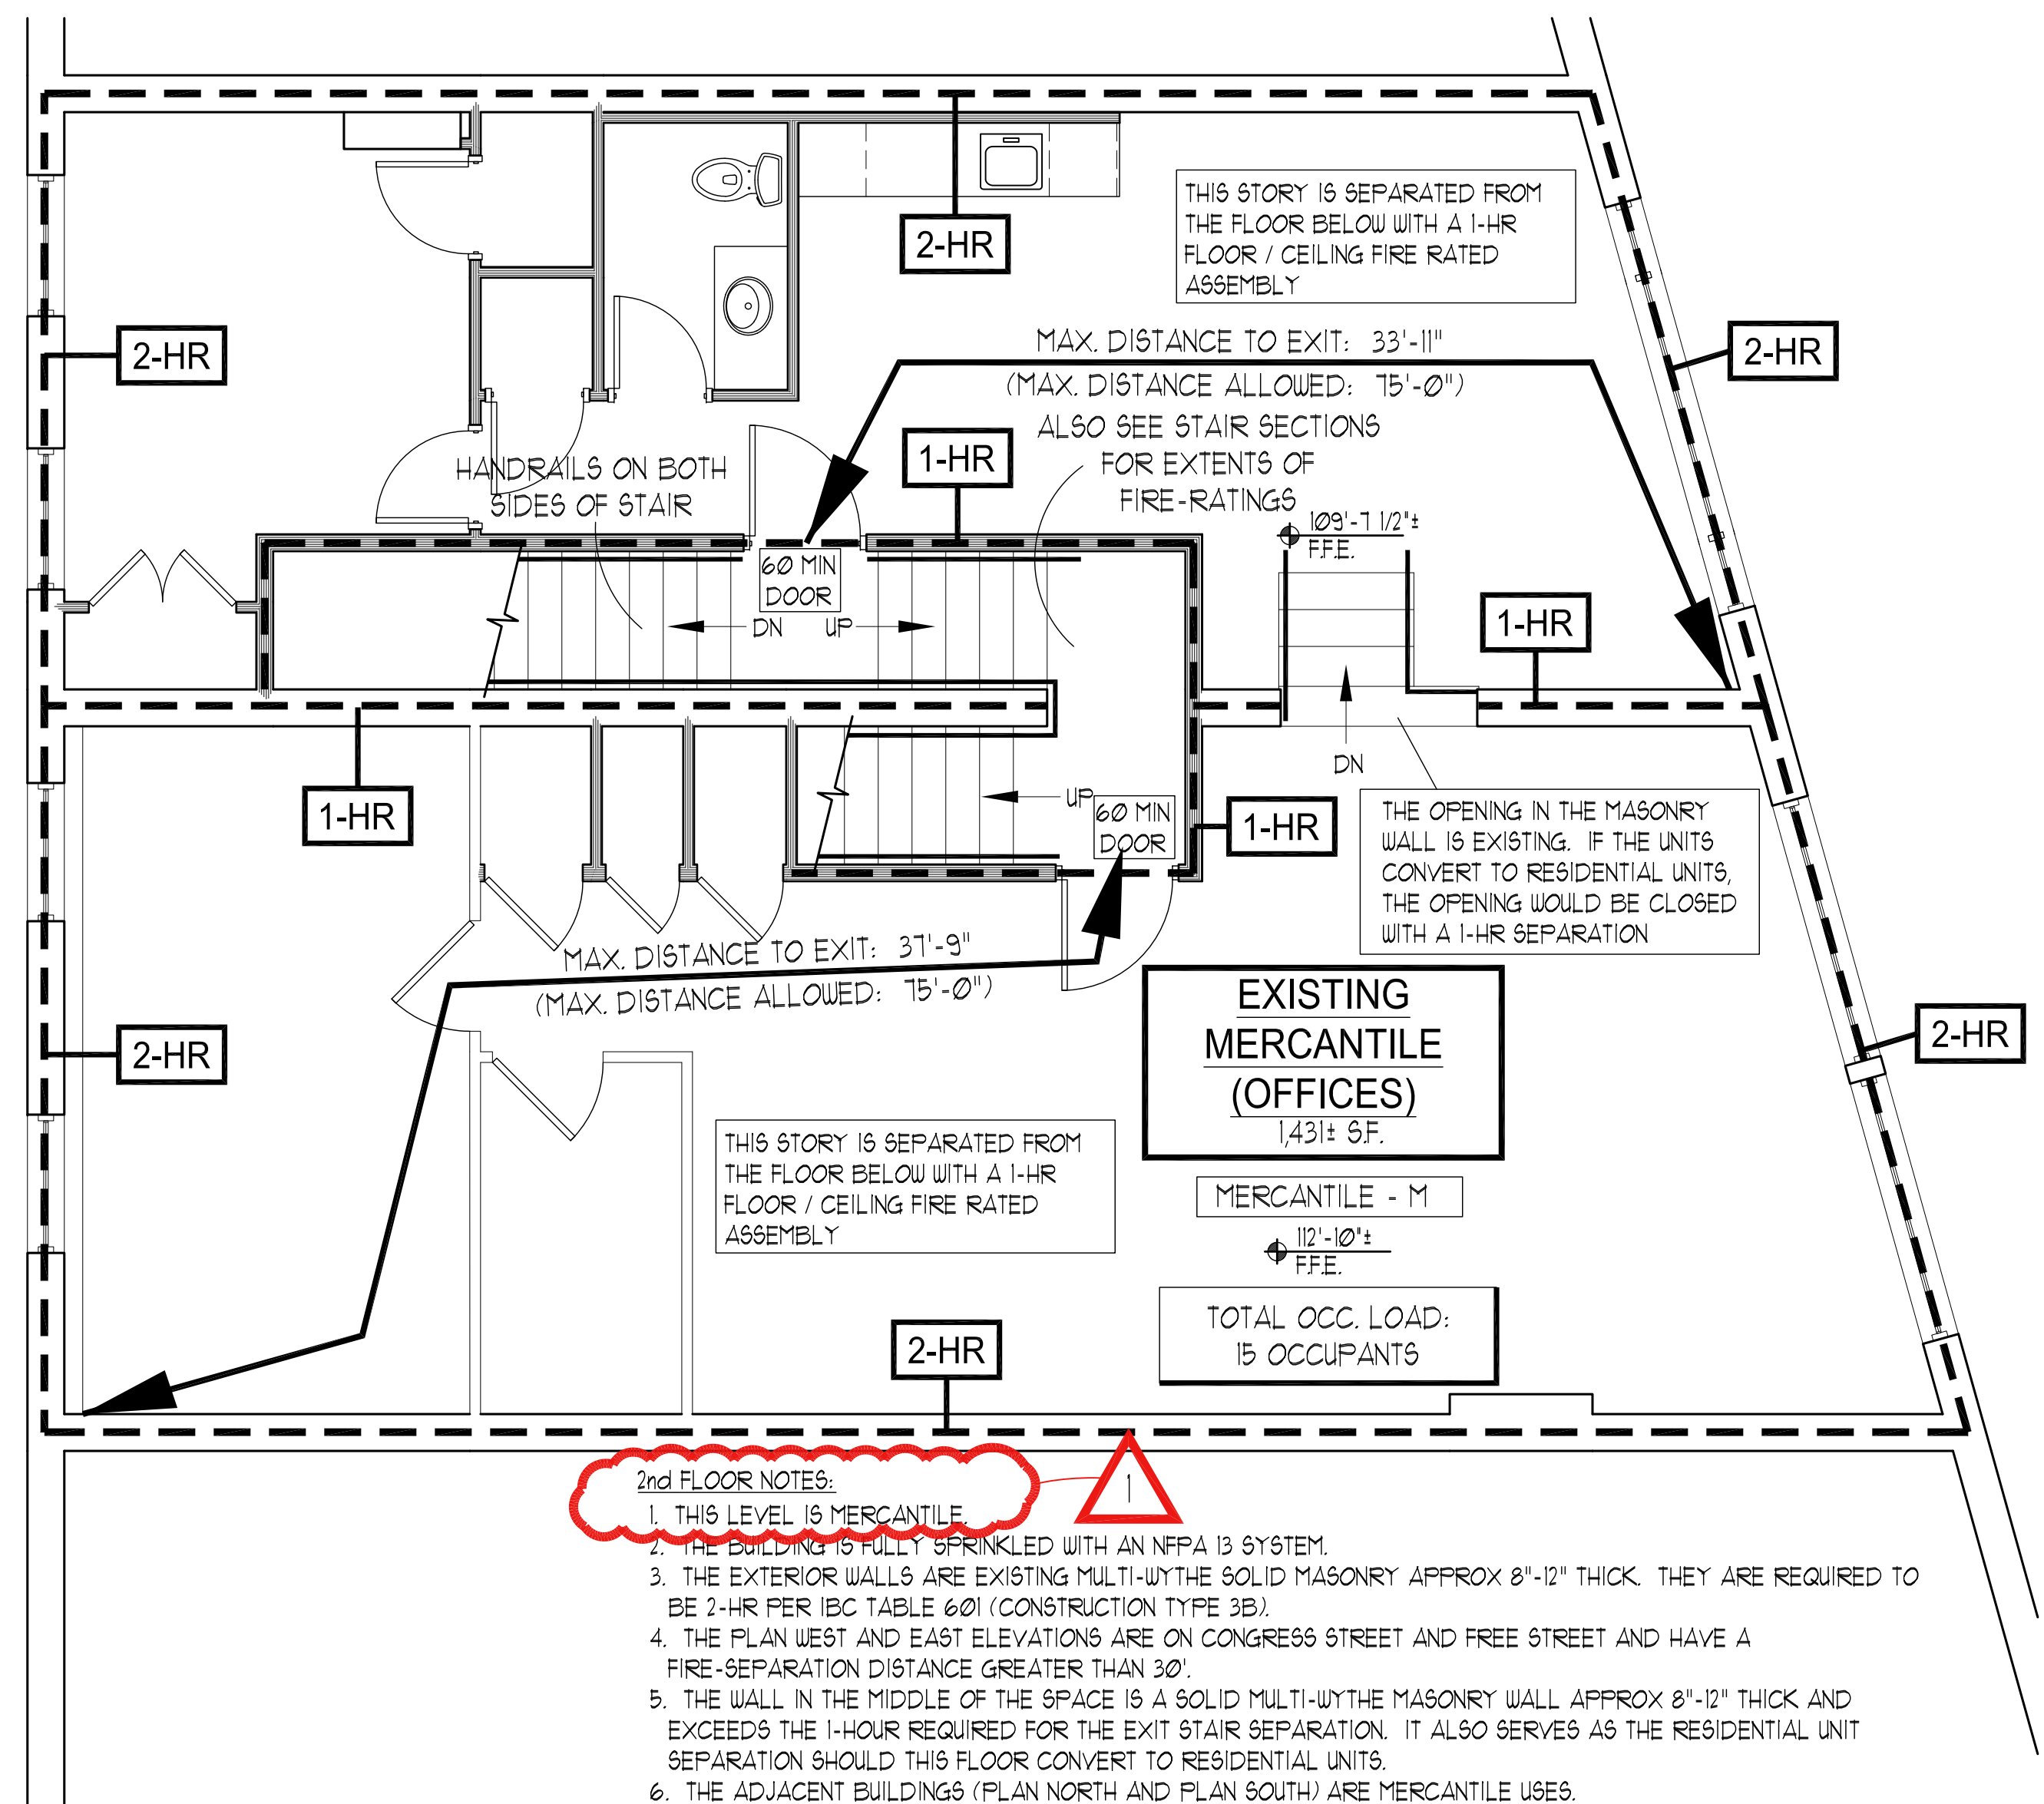 2-HR
THIS STORY IS SEPARATED FROM
THE FLOOR BELOW WITH A 1-HR
FLOOR / CEILING FIRE RATED
ASSEMBLY
2-HR
2-HR
MAX. DISTANCE TO EXIT: 33'-11"
(MAX. DISTANCE ALLOWED: 75'-0")
ALSO SEE STAIR SECTIONS
FOR EXTENTS OF
FIRE-RATINGS
1-HR
HANDRAILS ON BOTH
SIDES OF STAIR
109'-7 1/2"±
F.F.E.
60 MIN
DOOR
DN
UP
1-HR
DN
1-HR
UP
60 MIN
DOOR
1-HR
THE OPENING IN THE MASONRY
WALL IS EXISTING. IF THE UNITS
CONVERT TO RESIDENTIAL UNITS,
THE OPENING WOULD BE CLOSED
WITH A 1-HR SEPARATION
MAX. DISTANCE TO EXIT: 37'-9"
(MAX. DISTANCE ALLOWED: 75'-0")
EXISTING
MERCANTILE
(OFFICES)
1,431± S.F.
2-HR
2-HR
THIS STORY IS SEPARATED FROM
THE FLOOR BELOW WITH A 1-HR
FLOOR / CEILING FIRE RATED
ASSEMBLY
MERCANTILE - M
112'-10"±
F.F.E.
TOTAL OCC. LOAD:
15 OCCUPANTS
2-HR
2nd FLOOR NOTES:
1
1. THIS LEVEL IS MERCANTILE.
2. THE BUILDING IS FULLY SPRINKLED WITH AN NFPA 13 SYSTEM.
3. THE EXTERIOR WALLS ARE EXISTING MULTI-WYTHE SOLID MASONRY APPROX 8"-12" THICK. THEY ARE REQUIRED TO
BE 2-HR PER IBC TABLE 601 (CONSTRUCTION TYPE 3B).
4. THE PLAN WEST AND EAST ELEVATIONS ARE ON CONGRESS STREET AND FREE STREET AND HAVE A
FIRE-SEPARATION DISTANCE GREATER THAN 30'.
5. THE WALL IN THE MIDDLE OF THE SPACE IS A SOLID MULTI-WYTHE MASONRY WALL APPROX 8"-12" THICK AND
EXCEEDS THE 1-HOUR REQUIRED FOR THE EXIT STAIR SEPARATION. IT ALSO SERVES AS THE RESIDENTIAL UNIT
SEPARATION SHOULD THIS FLOOR CONVERT TO RESIDENTIAL UNITS.
6. THE ADJACENT BUILDINGS (PLAN NORTH AND PLAN SOUTH) ARE MERCANTILE USES.